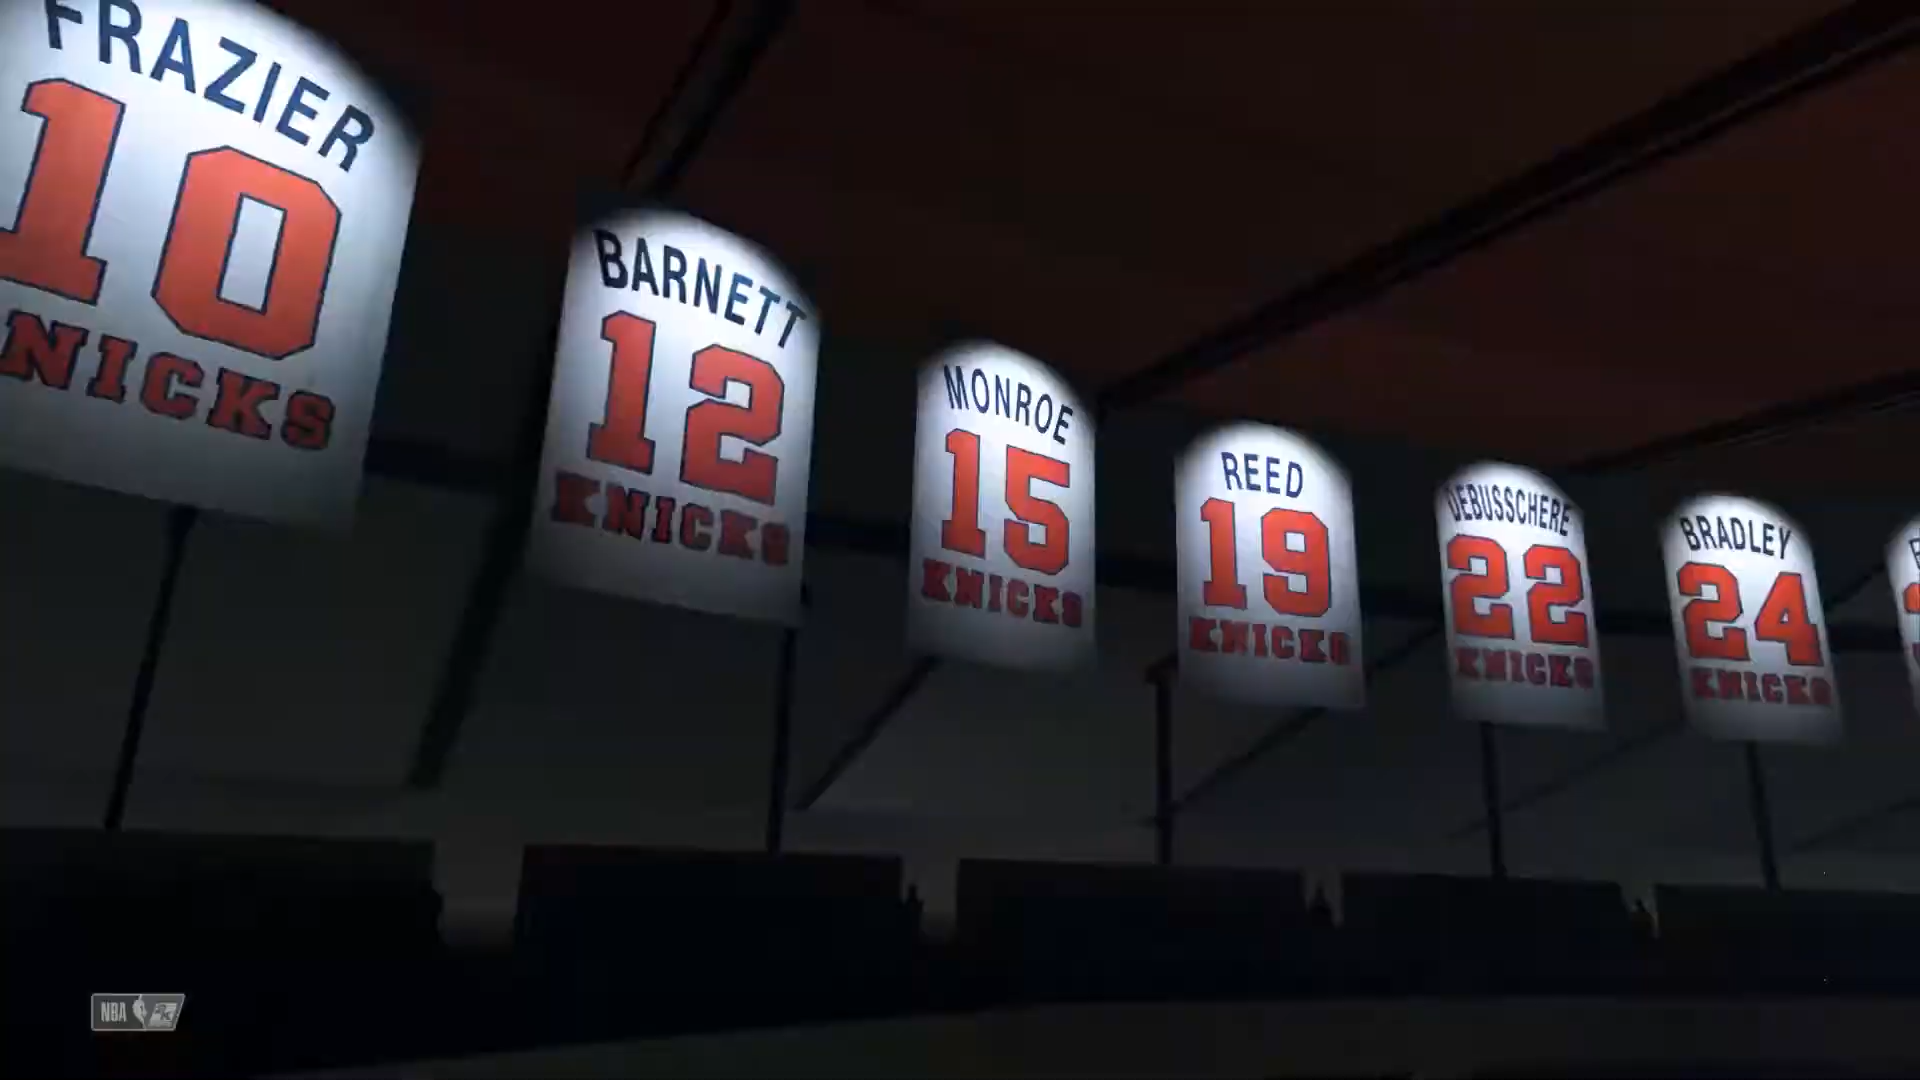 FRAZIER
10
NICKS
BARNETT
12
KNICKS
MONROE
15
KNICKS
REED
19
KNICKS
DEBUSSCHERE
22
KNICKS
BRADLEY
24
KNICKS
NBA 2K